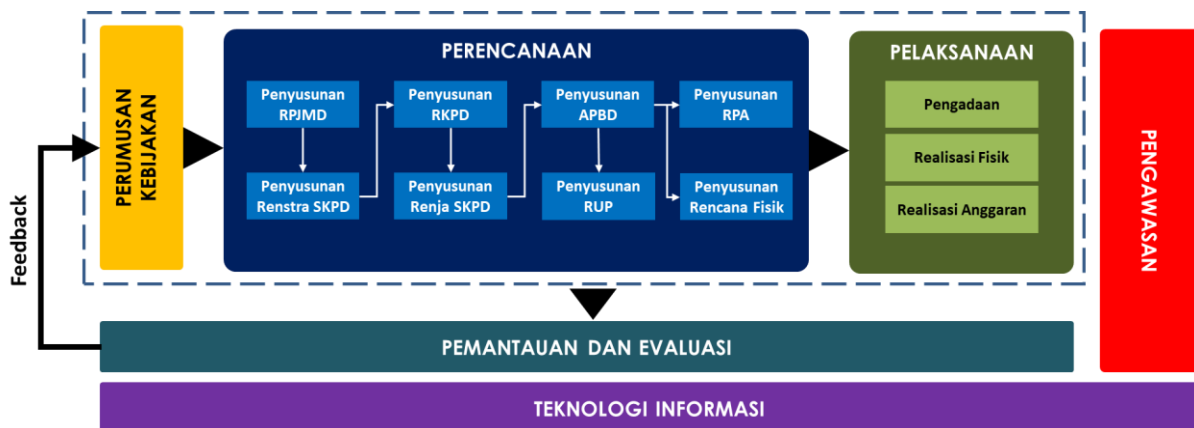 Feedback
PERUMUSAN
KEBIJAKAN
PERENCANAAN
Penyusunan
RPJMD
Penyusunan
RKPD
Penyusunan
APBD
Penyusunan
RPA
Penyusunan
Renstra SKPD
Penyusunan
Renja SKPD
Penyusunan
RUP
Penyusunan
Rencana Fisik
PELAKSANAAN
Pengadaan
Realisasi Fisik
Realisasi Anggaran
PENGAWASAN
PEMANTAUAN DAN EVALUASI
TEKNOLOGI INFORMASI